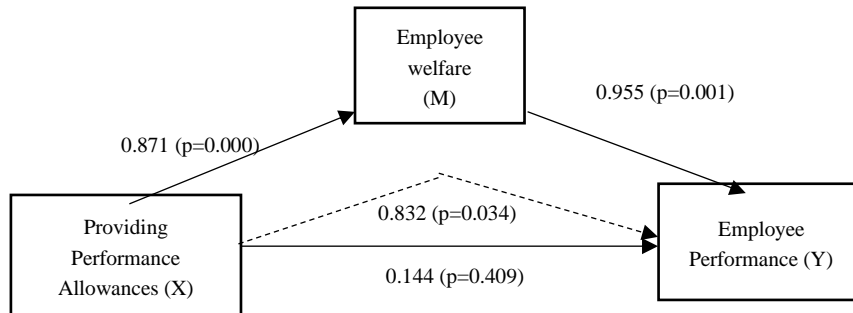 Employee
welfare
(M)
0.955 (p=0.001)
0.871 (p=0.000)
Providing
Performance
Allowances (X)
0.832 (p=0.034)
0.144 (p=0.409)
Employee
Performance (Y)